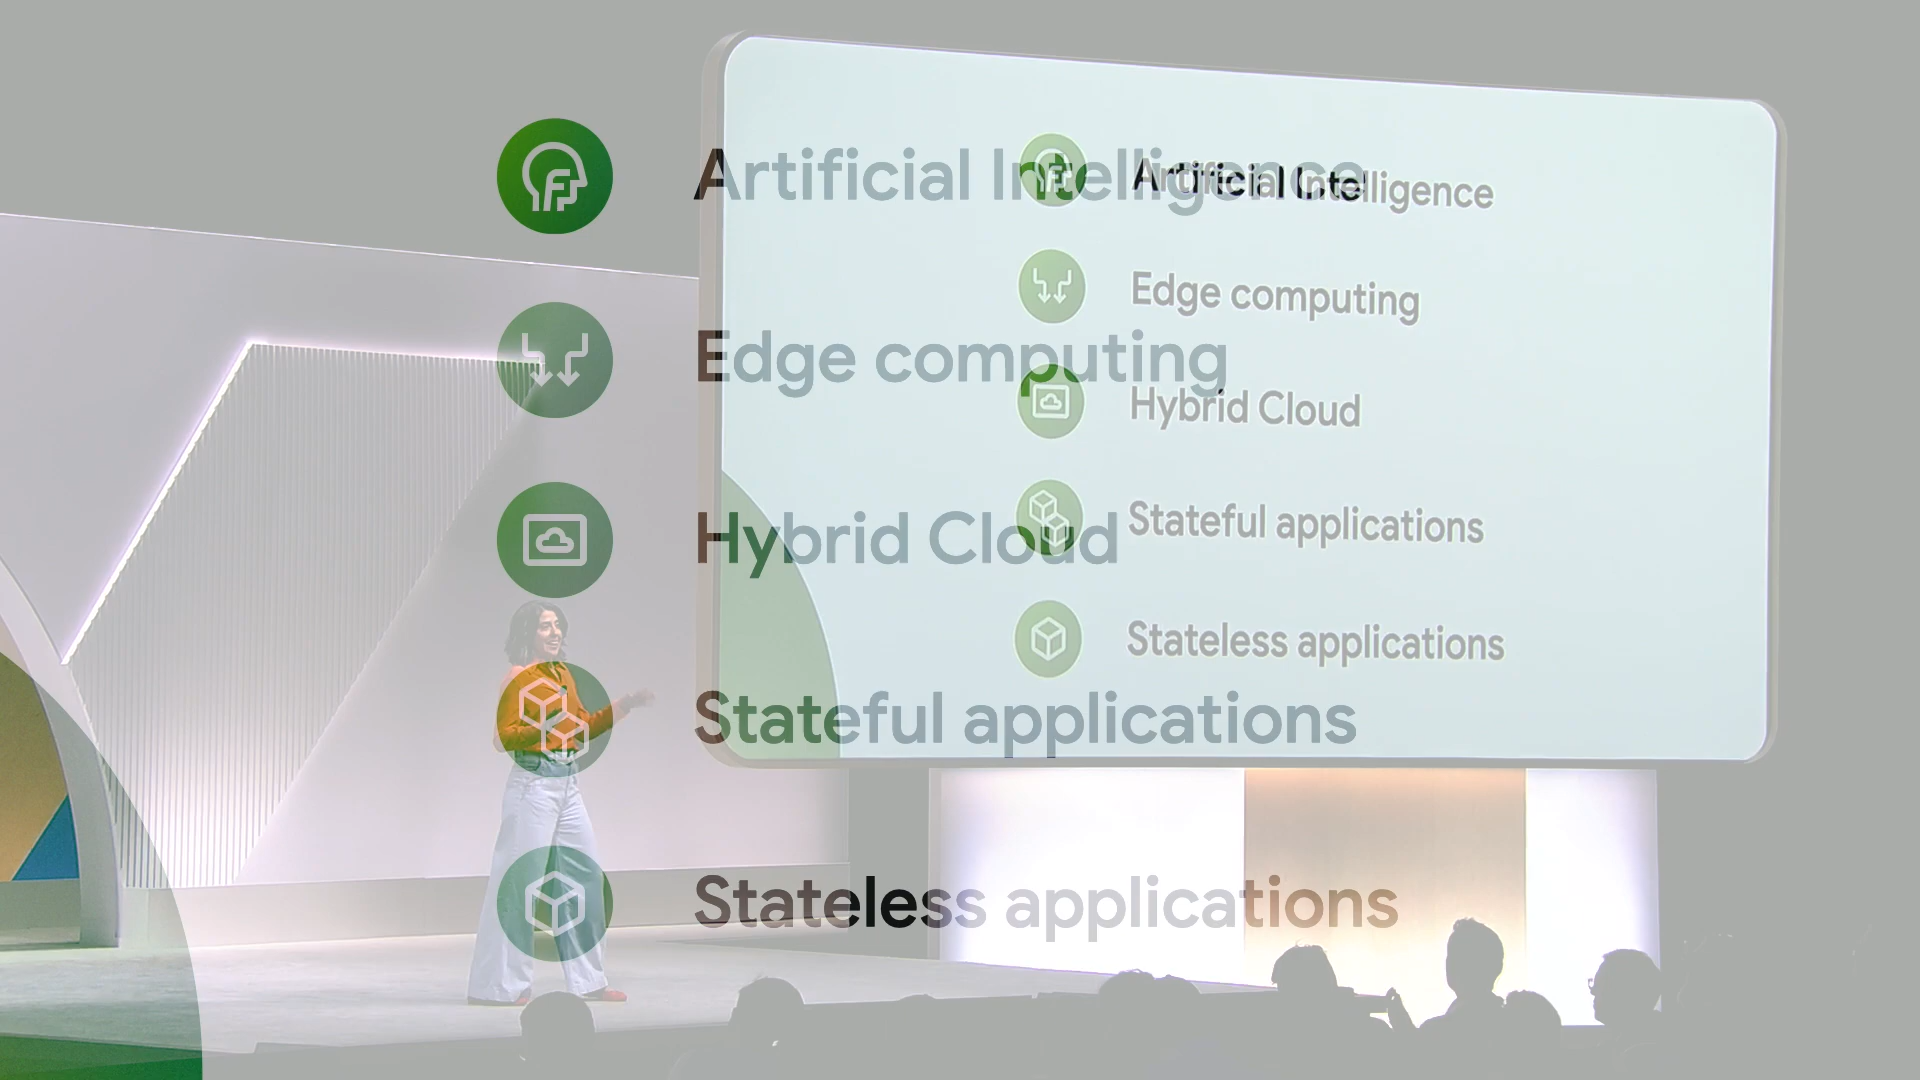 Artificial Intelligence
Edge computing
Hybrid Cloud
Stateful applications
Stateless applications
Artificial Intelligence
Edge computing
Hybrid Cloud
Stateful applications
Stateless applications